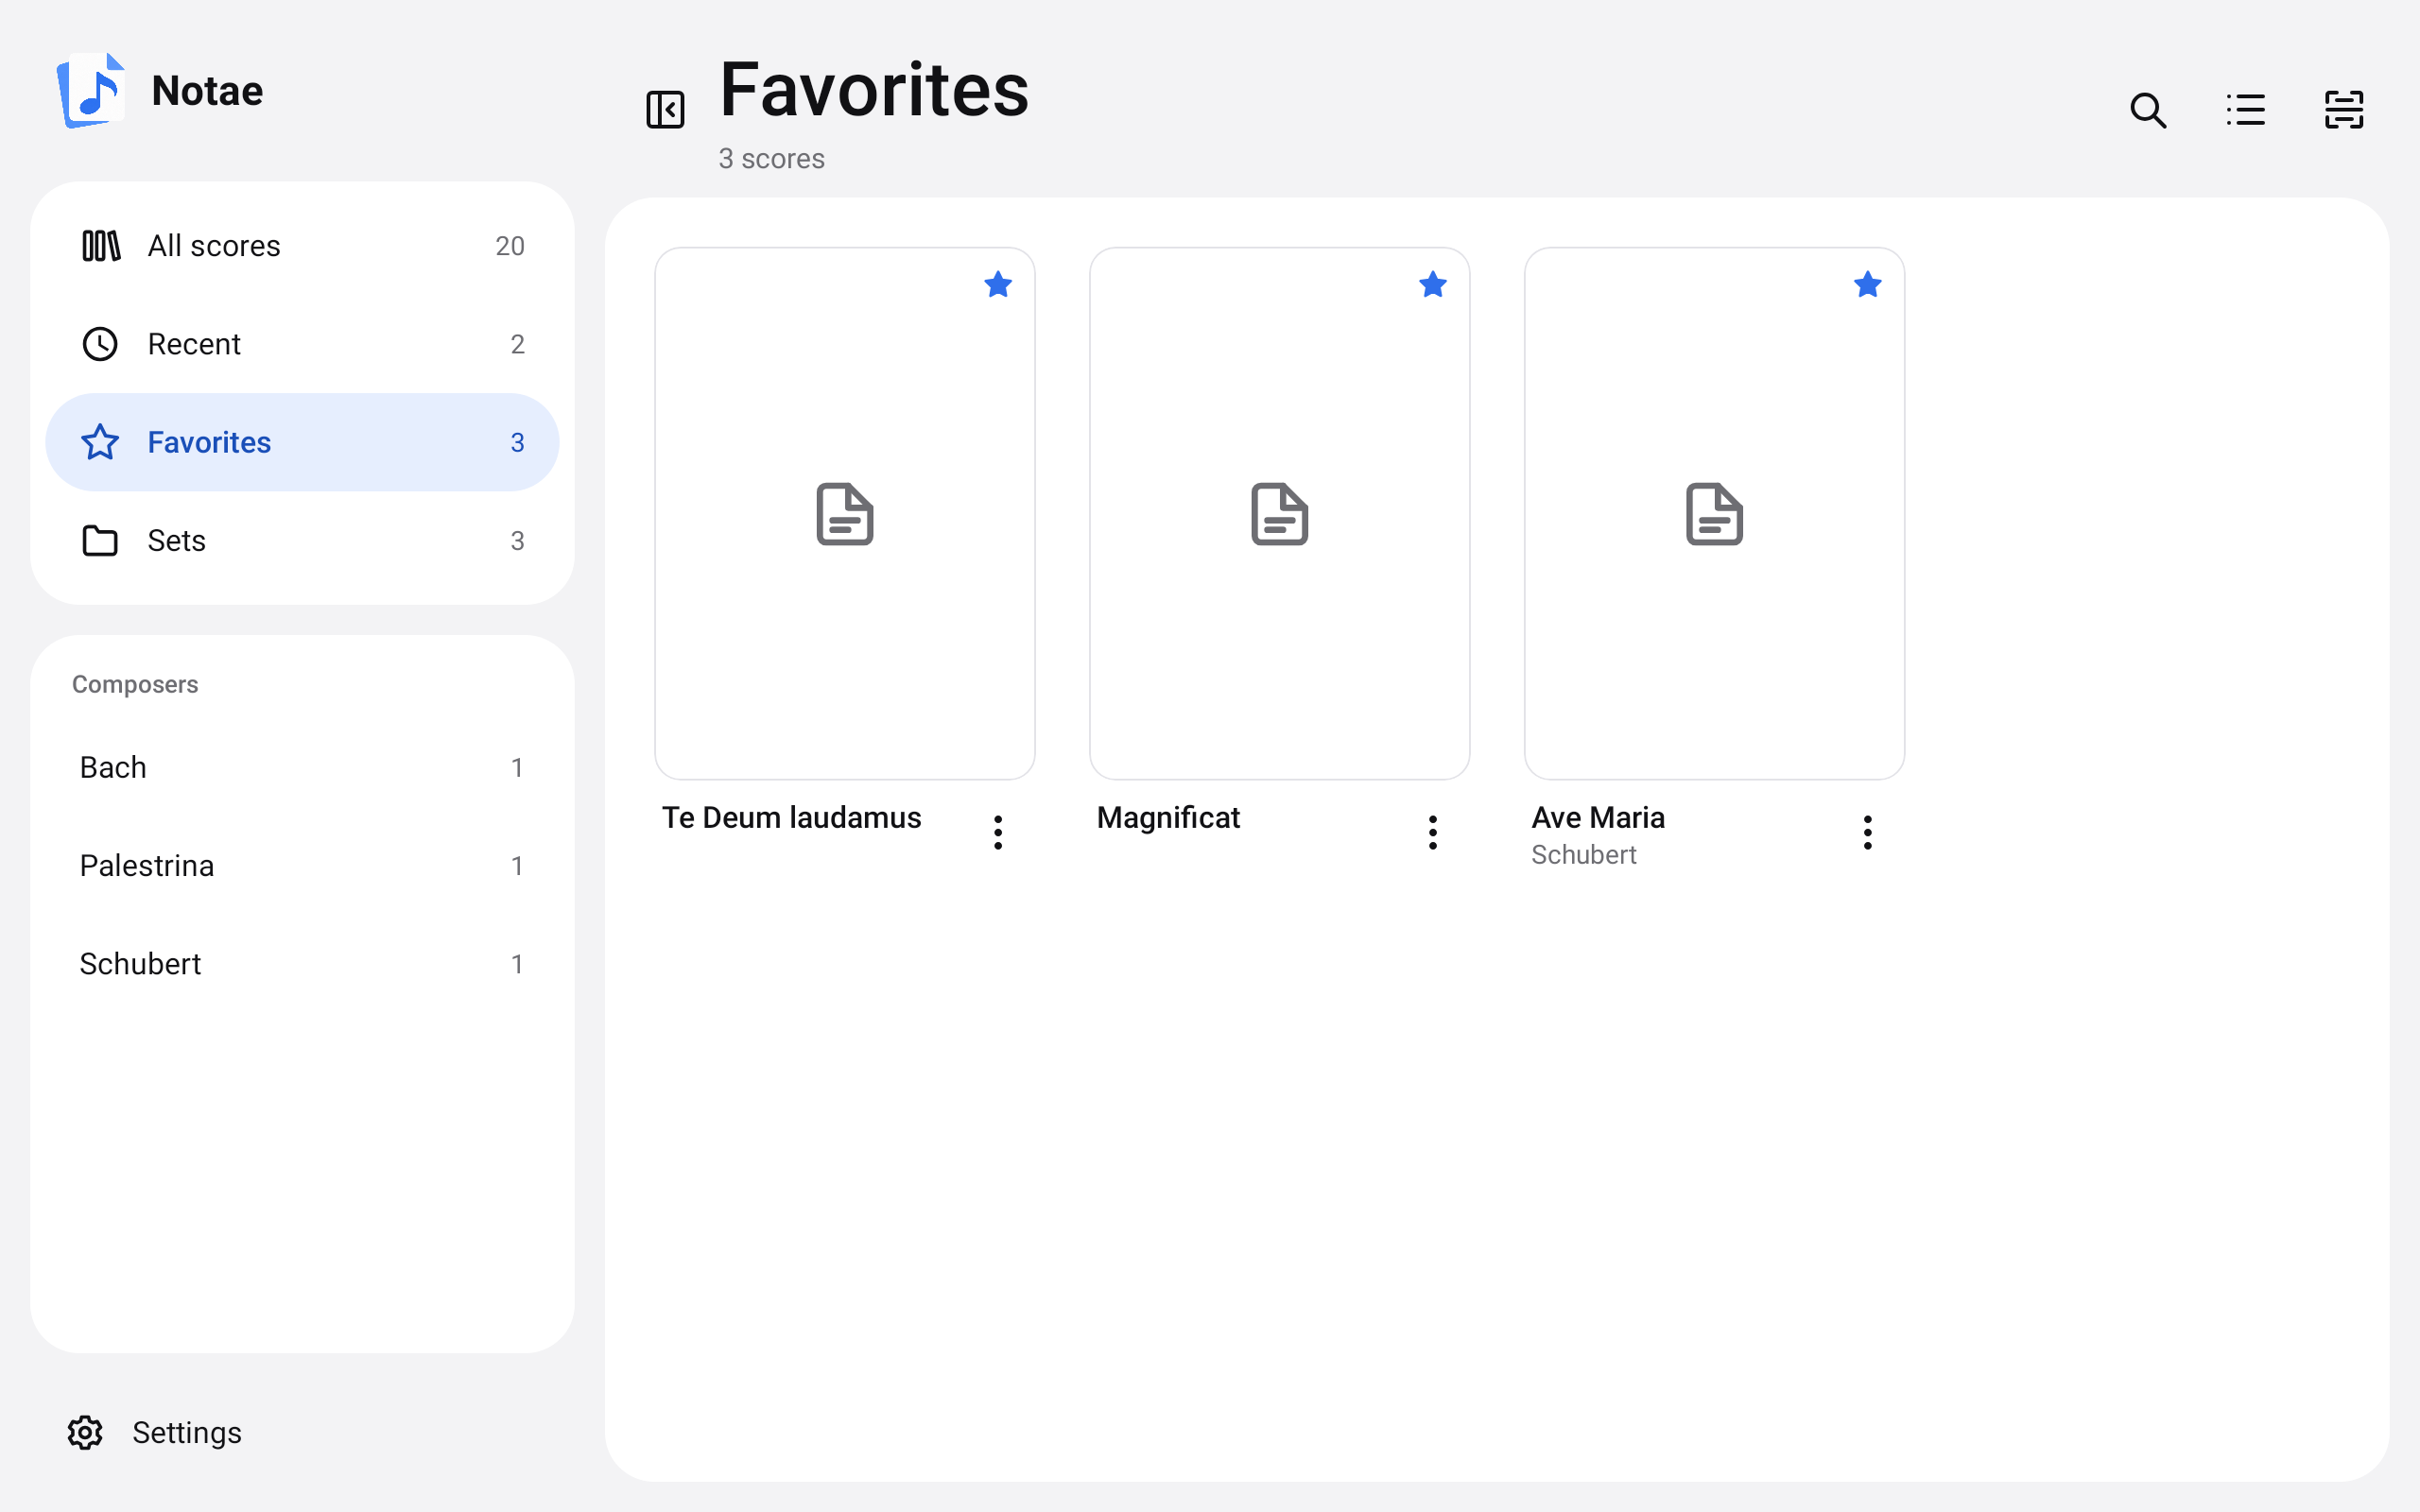 Notae
All scores 20
Recent 2
Favorites 3
Sets 3
Composers
Bach 1
Palestrina 1
Schubert 1
Settings
Favorites
3 scores
Te Deum laudamus
Magnificat
Ave Maria
Schubert